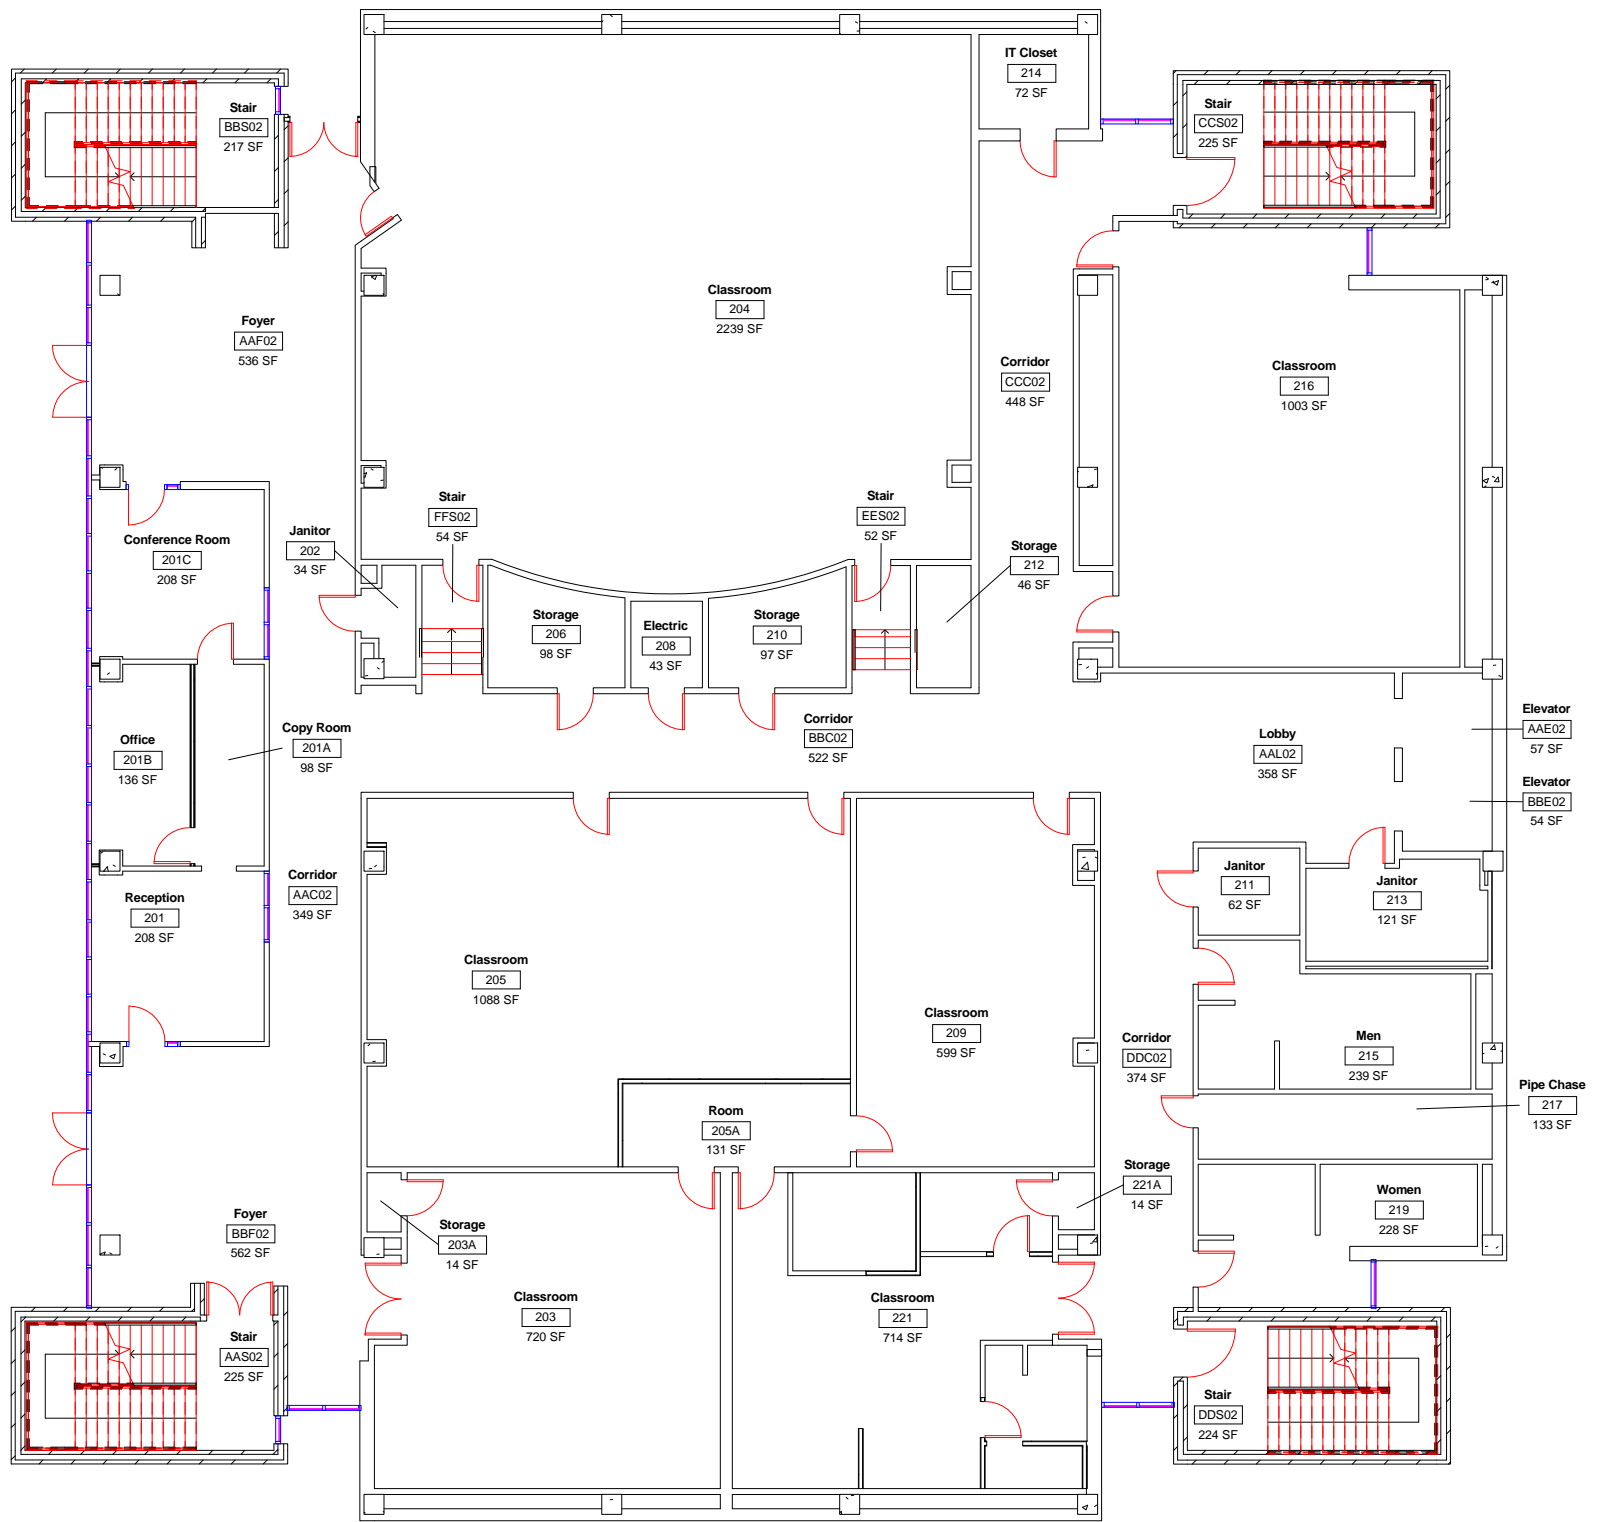 IT Closet
214
72 SF
Stair
BBS02
217 SF
Stair
CCS02
225 SF
Classroom
204
2239 SF
Foyer
AAF02
536 SF
Corridor
CCC02
448 SF
Classroom
216
1003 SF
Stair
FFS02
54 SF
Stair
EES02
52 SF
Janitor
202
34 SF
Conference Room
201C
208 SF
Storage
212
46 SF
Storage
206
98 SF
Electric
208
43 SF
Storage
210
97 SF
Copy Room
201A
98 SF
Office
201B
136 SF
Corridor
BBC02
522 SF
Lobby
AAL02
358 SF
Elevator
AAE02
57 SF
Elevator
BBE02
54 SF
Reception
201
208 SF
Corridor
AAC02
349 SF
Janitor
211
62 SF
Janitor
213
121 SF
Classroom
205
1088 SF
Classroom
209
599 SF
Corridor
DDC02
374 SF
Men
215
239 SF
Pipe Chase
217
133 SF
Room
205A
131 SF
Storage
221A
14 SF
Women
219
228 SF
Foyer
BBF02
562 SF
Storage
203A
14 SF
Classroom
203
720 SF
Classroom
221
714 SF
Stair
AAS02
225 SF
Stair
DDS02
224 SF